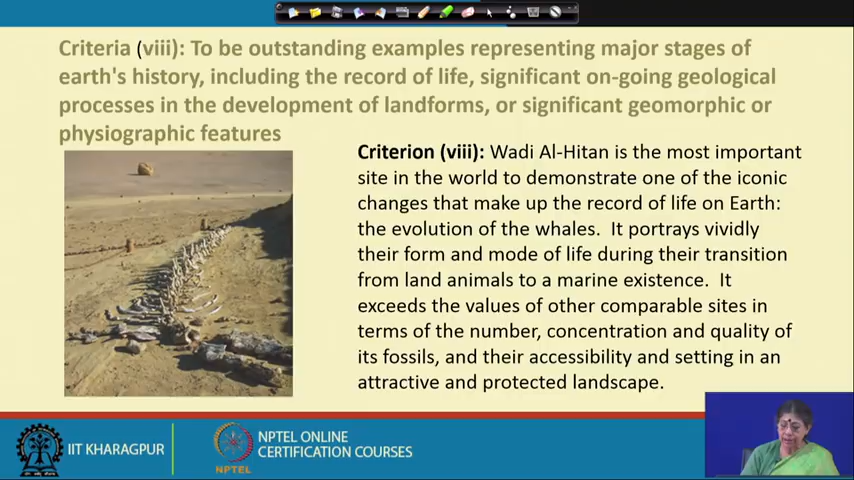 Criteria (viii): To be outstanding examples representing major stages of
earth's history, including the record of life, significant on-going geological
processes in the development of landforms, or significant geomorphic or
physiographic features
Criterion (viii): Wadi Al-Hitan is the most important
site in the world to demonstrate one of the iconic
changes that make up the record of life on Earth:
the evolution of the whales. It portrays vividly
their form and mode of life during their transition
from land animals to a marine existence. It
exceeds the values of other comparable sites in
terms of the number, concentration and quality of
its fossils, and their accessibility and setting in an
attractive and protected landscape.
IIT KHARAGPUR
NPTEL
NPTEL ONLINE
CERTIFICATION COURSES